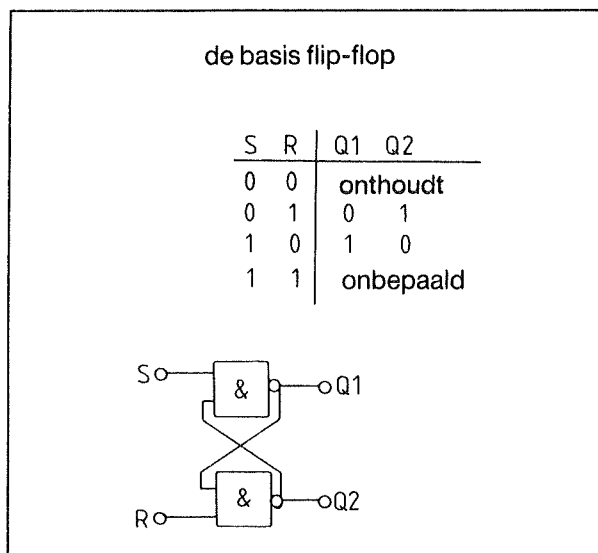 de basis flip-flop
S R Q1 Q2
0 0 onthoudt
0 1 0 1
1 0 1 0
1 1 onbepaald
S & Q1
R & Q2